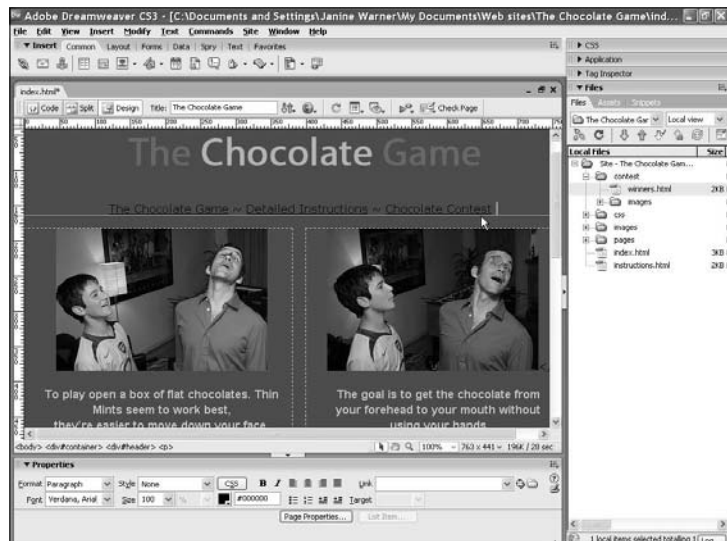 Adobe Dreamweaver CS3 - [C:\Documents and Settings\Janine Warner\My Documents\Web sites\The Chocolate Game\ind...
File Edit View Insert Modify Text Commands Site Window Help
▼ Insert Common Layout Forms Data Spry Text Favorites
index.html*
Code Split Design Title: The Chocolate Game Check Page
The Chocolate Game
The Chocolate Game ~ Detailed Instructions ~ Chocolate Contest
To play open a box of flat chocolates. Thin
Mints seem to work best,
they're easier to move down your face
The goal is to get the chocolate from
your forehead to your mouth without
using your hands
<body> <div#container> <div#header> <p>
100% 763 x 441 196K / 28 sec
▼ Properties
Format Paragraph Style None CSS B I Link
Font Verdana, Arial Size 100 % #000000 Target
Page Properties... List Item...
▶ CSS
▶ Application
▶ Tag Inspector
▼ Files
Files Assets Snippets
The Chocolate Gar Local view
Local Files Size
Site - The Chocolate Gam...
contest
winners.html 2KB
images
css
images
pages
index.html 3KB
instructions.html 2KB
1 local items selected totalling 1 Log